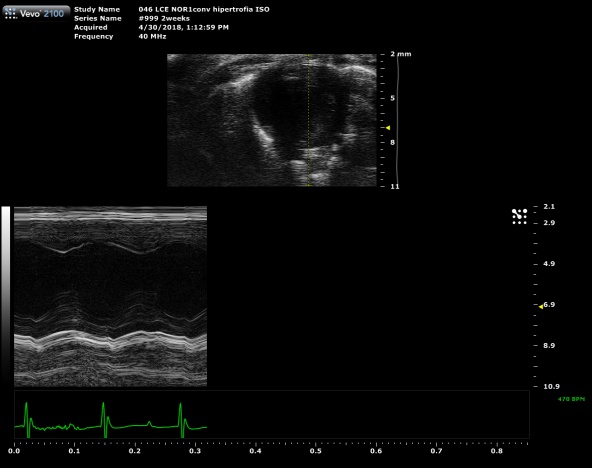 Vevo 2100
Study Name 046 LCE NOR1conv hipertrofia ISO
Series Name #999 2weeks
Acquired 4/30/2018, 1:12:59 PM
Frequency 40 MHz
2 mm
5
8
11
2.1
2.9
4.9
6.9
8.9
10.9
470 BPM
0.0 0.1 0.2 0.3 0.4 0.5 0.6 0.7 0.8